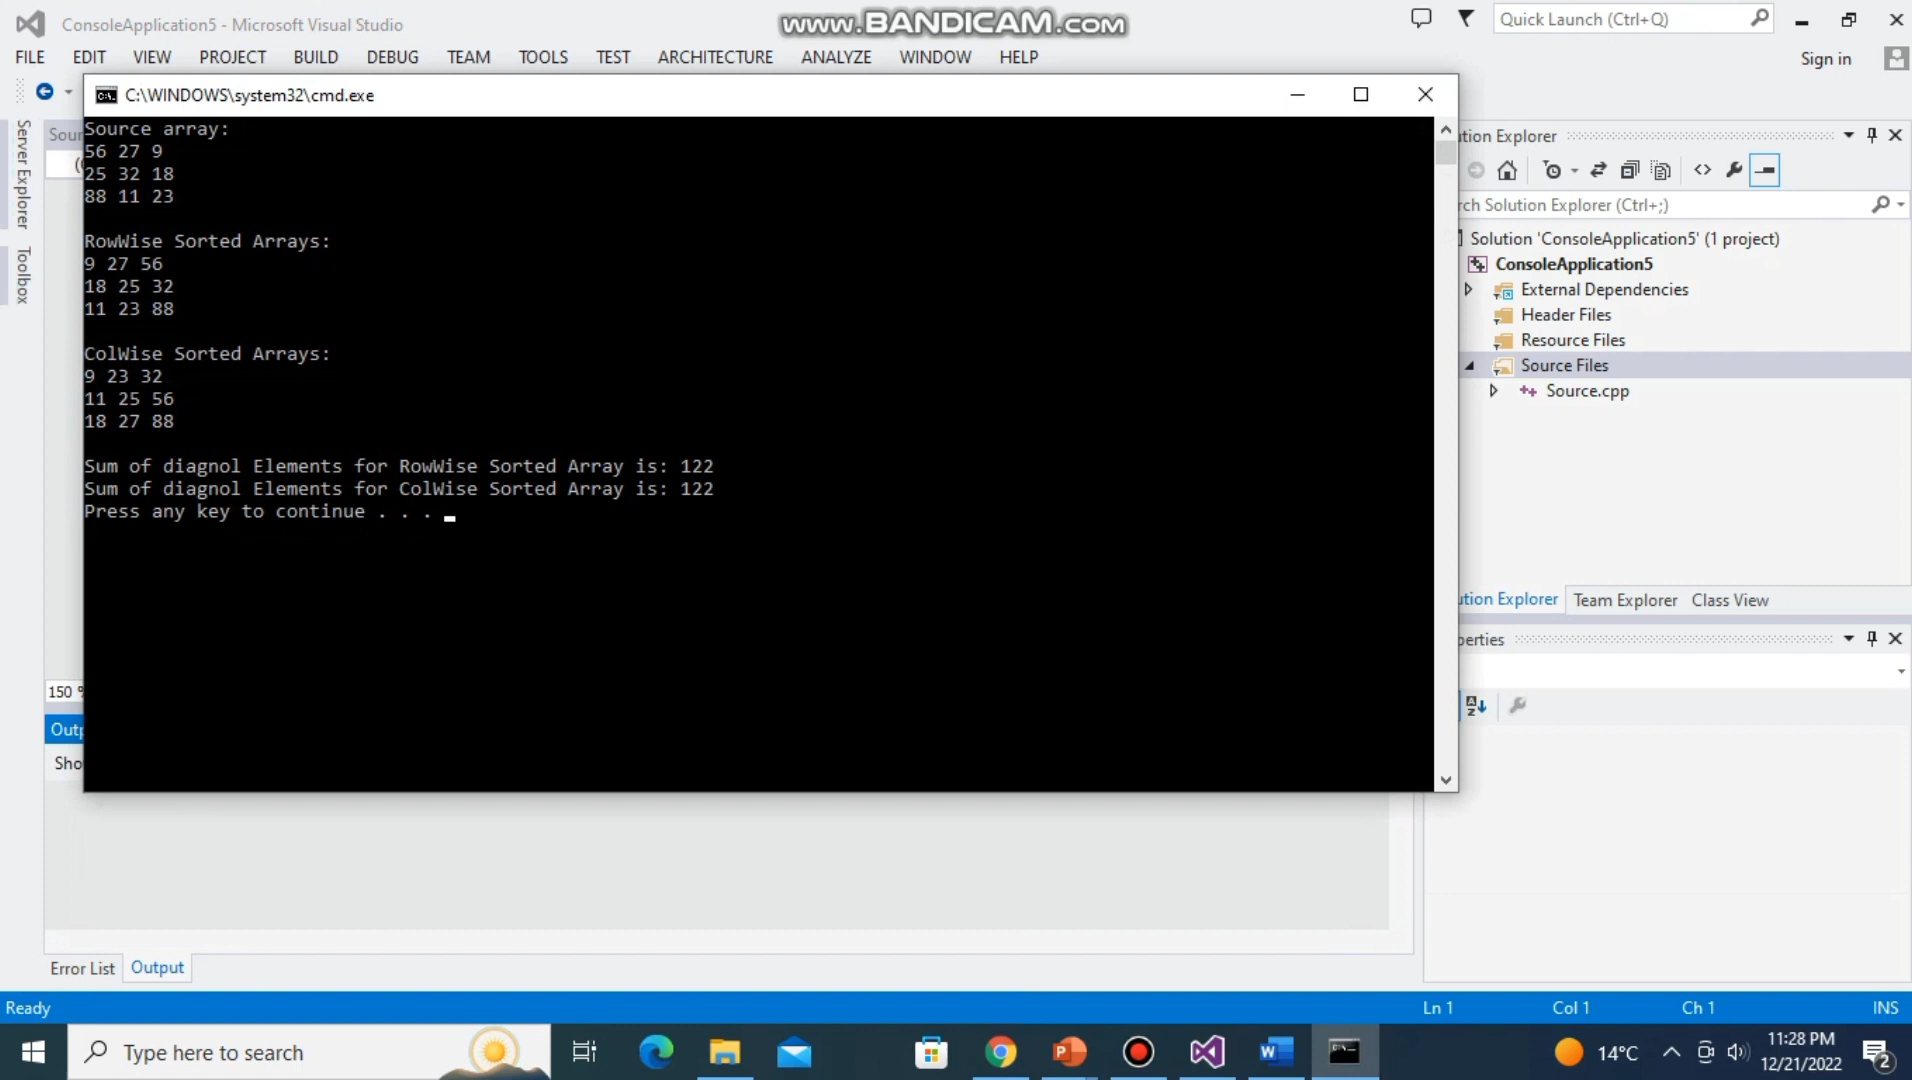 ConsoleApplication5 - Microsoft Visual Studio
www.BANDICAM.com
Quick Launch (Ctrl+Q)
FILE EDIT VIEW PROJECT BUILD DEBUG TEAM TOOLS TEST ARCHITECTURE ANALYZE WINDOW HELP
Sign in
C:\WINDOWS\system32\cmd.exe
Server Explorer
Toolbox
Sour
Source array:
56 27 9
25 32 18
88 11 23
RowWise Sorted Arrays:
9 27 56
18 25 32
11 23 88
ColWise Sorted Arrays:
9 23 32
11 25 56
18 27 88
Sum of diagnol Elements for RowWise Sorted Array is: 122
Sum of diagnol Elements for ColWise Sorted Array is: 122
Press any key to continue . . .
ution Explorer
rch Solution Explorer (Ctrl+;)
Solution 'ConsoleApplication5' (1 project)
ConsoleApplication5
External Dependencies
Header Files
Resource Files
Source Files
Source.cpp
ution Explorer Team Explorer Class View
perties
150 %
Outp
Sho
Error List Output
Ready
Ln 1 Col 1 Ch 1 INS
Type here to search
14°C
11:28 PM
12/21/2022
2